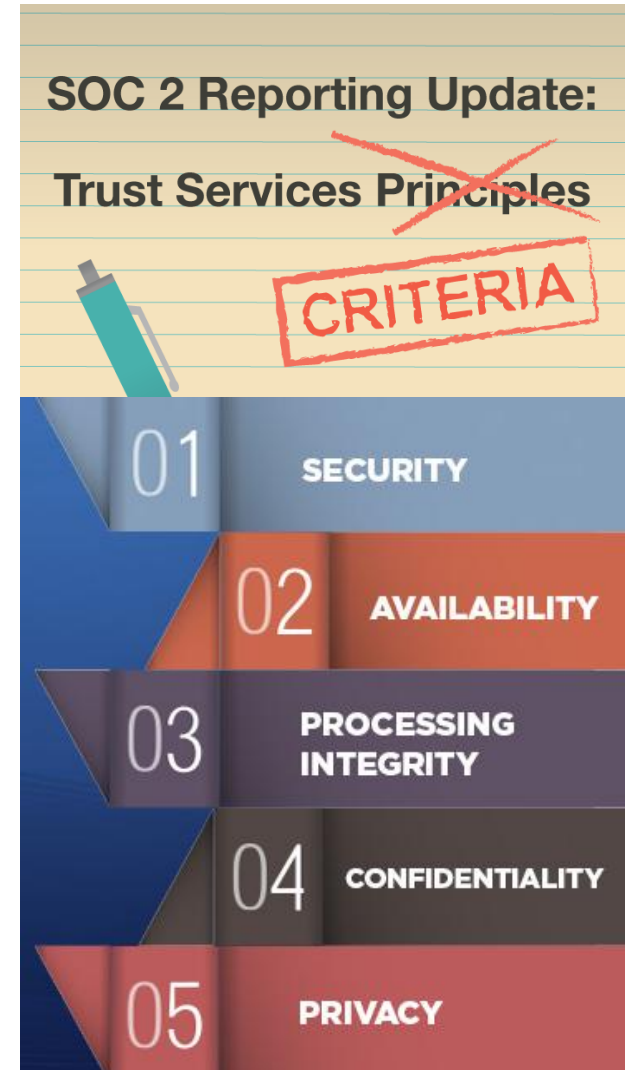 SOC 2 Reporting Update:
Trust Services Principles
CRITERIA
01 SECURITY
02 AVAILABILITY
03 PROCESSING
INTEGRITY
04 CONFIDENTIALITY
05 PRIVACY